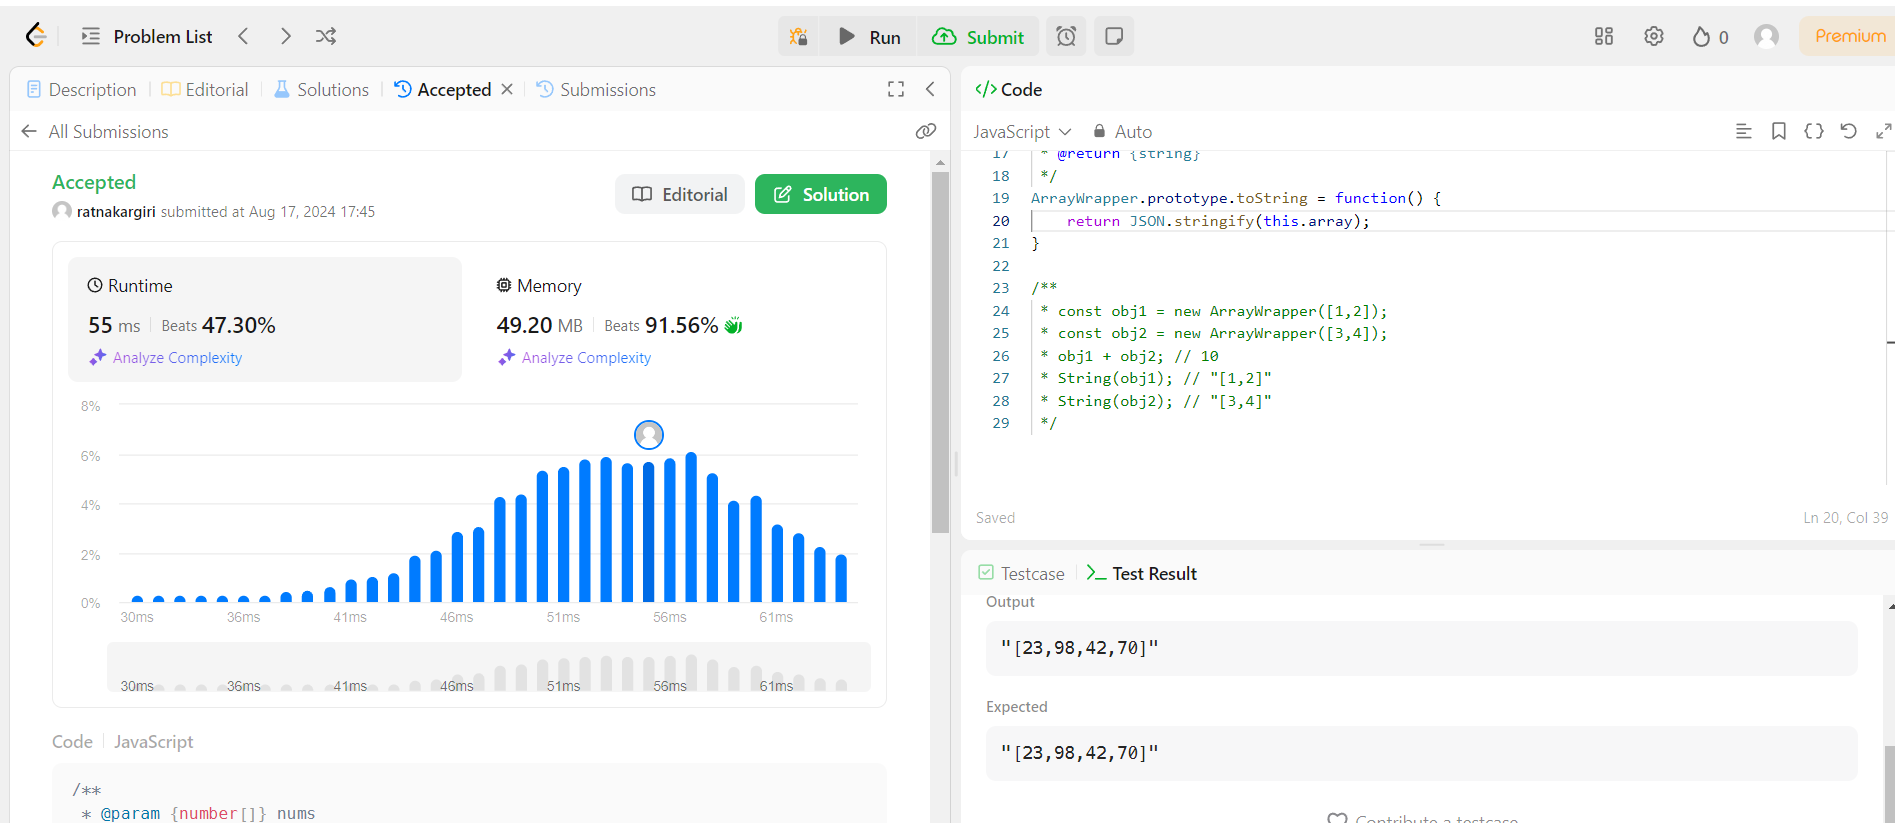 Problem List
Run
Submit
0
Premium
Description
Editorial
Solutions
Accepted
Submissions
All Submissions
Accepted
ratnakargiri submitted at Aug 17, 2024 17:45
Editorial
Solution
Runtime
55 ms
Beats 47.30%
Analyze Complexity
Memory
49.20 MB
Beats 91.56%
Analyze Complexity
8%
6%
4%
2%
0%
30ms 36ms 41ms 46ms 51ms 56ms 61ms
30ms 36ms 41ms 46ms 51ms 56ms 61ms
Code
JavaScript
/**
* @param {number[]} nums
</> Code
JavaScript
Auto
17 * @return {string}
18 */
19 ArrayWrapper.prototype.toString = function() {
20 return JSON.stringify(this.array);
21 }
22
23 /**
24 * const obj1 = new ArrayWrapper([1,2]);
25 * const obj2 = new ArrayWrapper([3,4]);
26 * obj1 + obj2; // 10
27 * String(obj1); // "[1,2]"
28 * String(obj2); // "[3,4]"
29 */
Saved
Ln 20, Col 39
Testcase
Test Result
Output
"[23,98,42,70]"
Expected
"[23,98,42,70]"
Contribute a testcase